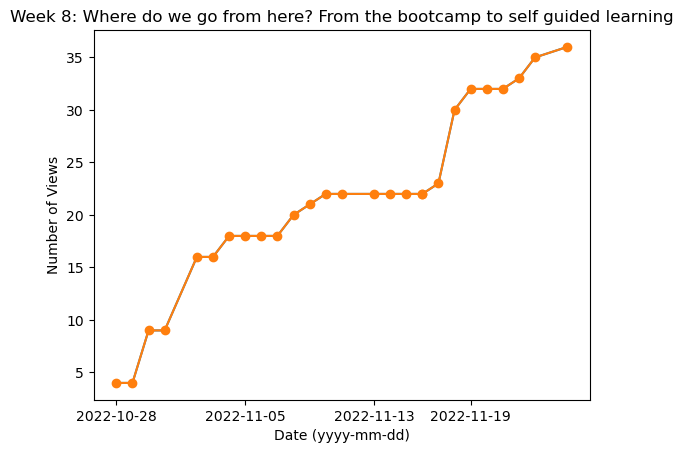 Week 8: Where do we go from here? From the bootcamp to self guided learning
35
30
25
20
15
10
5
Number of Views
2022-10-28 2022-11-05 2022-11-13 2022-11-19
Date (yyyy-mm-dd)